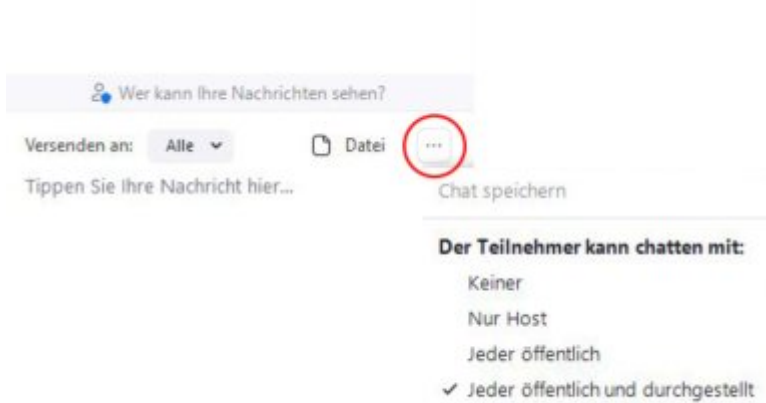 Wer kann Ihre Nachrichten sehen?
Versenden an: Alle Datei ...
Tippen Sie Ihre Nachricht hier...
Chat speichern
Der Teilnehmer kann chatten mit:
Keiner
Nur Host
Jeder öffentlich
✓ Jeder öffentlich und durchgestellt